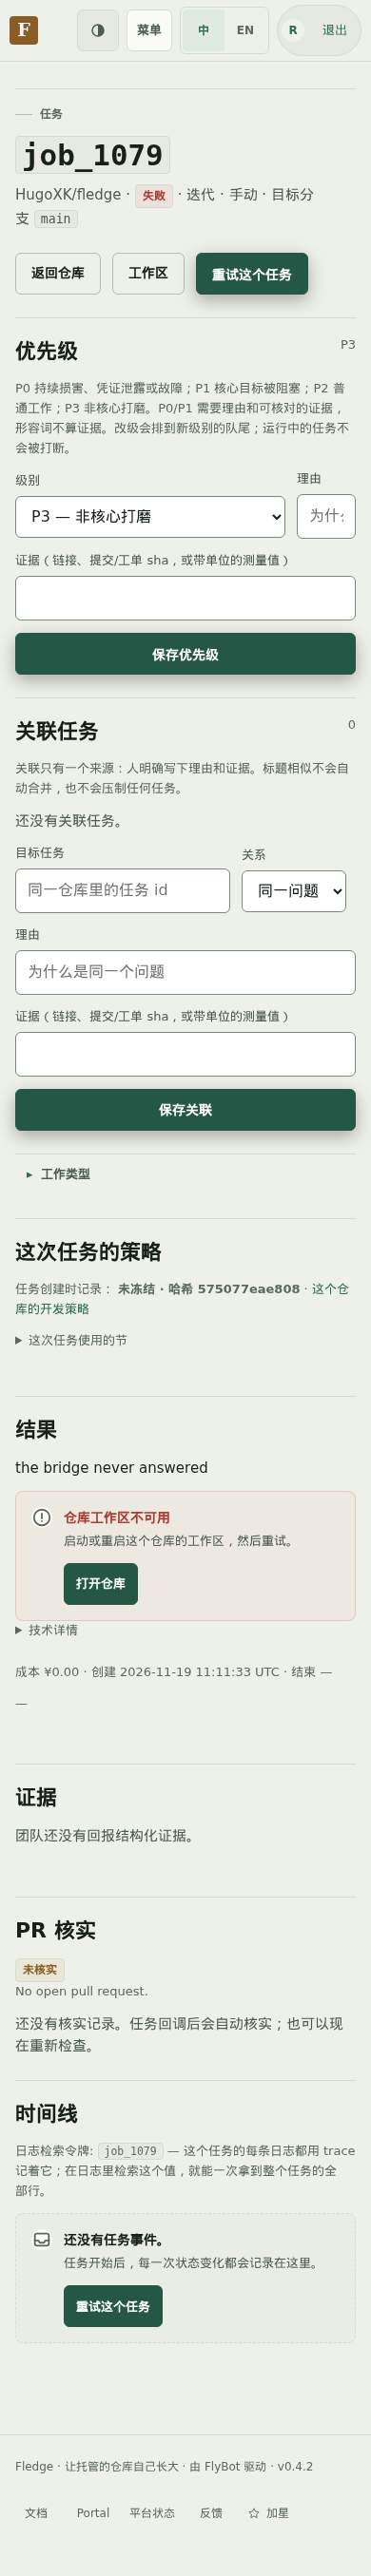 F 菜单 中 EN R 退出
任务
job_1079
HugoXK/fledge · 失败 · 迭代 · 手动 · 目标分
支 main
返回仓库 工作区 重试这个任务
优先级 P3
P0 持续损害、凭证泄露或故障；P1 核心目标被阻塞；P2 普
通工作；P3 非核心打磨。P0/P1 需要理由和可核对的证据，
形容词不算证据。改级会排到新级别的队尾；运行中的任务不
会被打断。
级别 理由
P3 — 非核心打磨
证据（链接、提交/工单 sha，或带单位的测量值）
保存优先级
关联任务 0
关联只有一个来源：人明确写下理由和证据。标题相似不会自
动合并，也不会压制任何任务。
还没有关联任务。
目标任务 关系
同一仓库里的任务 id 同一问题
理由
为什么是同一个问题
证据（链接、提交/工单 sha，或带单位的测量值）
保存关联
▸ 工作类型
这次任务的策略
任务创建时记录： 未冻结 · 哈希 575077eae808 · 这个仓
库的开发策略
▶ 这次任务使用的节
结果
the bridge never answered
仓库工作区不可用
启动或重启这个仓库的工作区，然后重试。
打开仓库
▶ 技术详情
成本 ¥0.00 · 创建 2026-11-19 11:11:33 UTC · 结束 —
—
证据
团队还没有回报结构化证据。
PR 核实
未核实
No open pull request.
还没有核实记录。任务回调后会自动核实；也可以现
在重新检查。
时间线
日志检索令牌: job_1079 — 这个任务的每条日志都用 trace
记着它；在日志里检索这个值，就能一次拿到整个任务的全
部行。
还没有任务事件。
任务开始后，每一次状态变化都会记录在这里。
重试这个任务
Fledge · 让托管的仓库自己长大 · 由 FlyBot 驱动 · v0.4.2
文档 Portal 平台状态 反馈 ☆ 加星